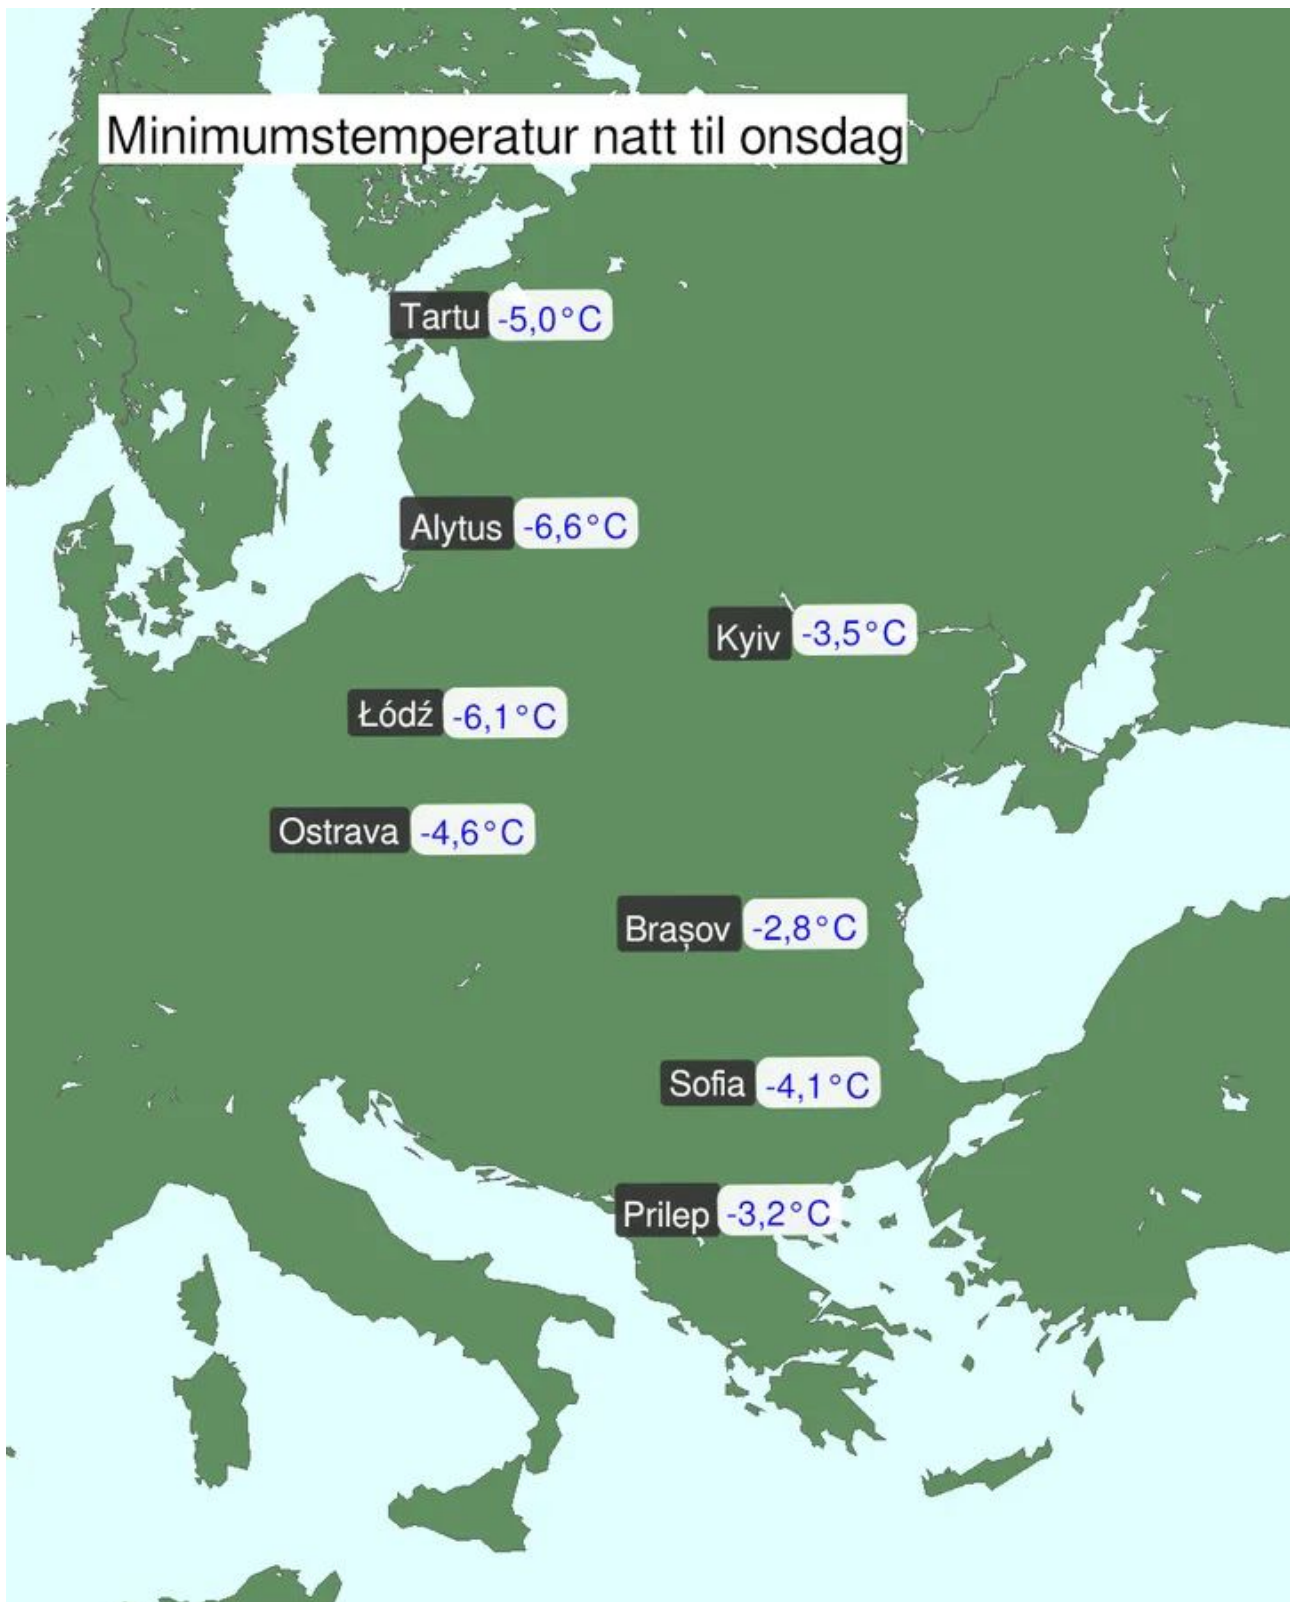 Minimumstemperatur natt til onsdag
Tartu -5,0°C
Alytus -6,6°C
Kyiv -3,5°C
Łódź -6,1°C
Ostrava -4,6°C
Brașov -2,8°C
Sofia -4,1°C
Prilep -3,2°C